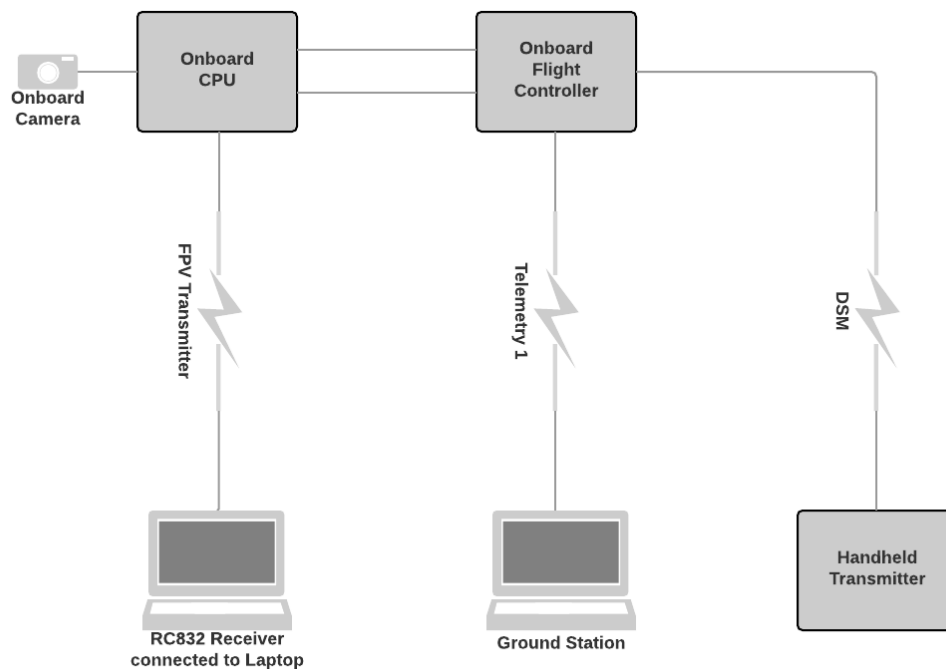 Onboard
CPU
Onboard
Flight
Controller
Onboard
Camera
FPV Transmitter
Telemetry 1
DSM
Handheld
Transmitter
RC832 Receiver
connected to Laptop
Ground Station